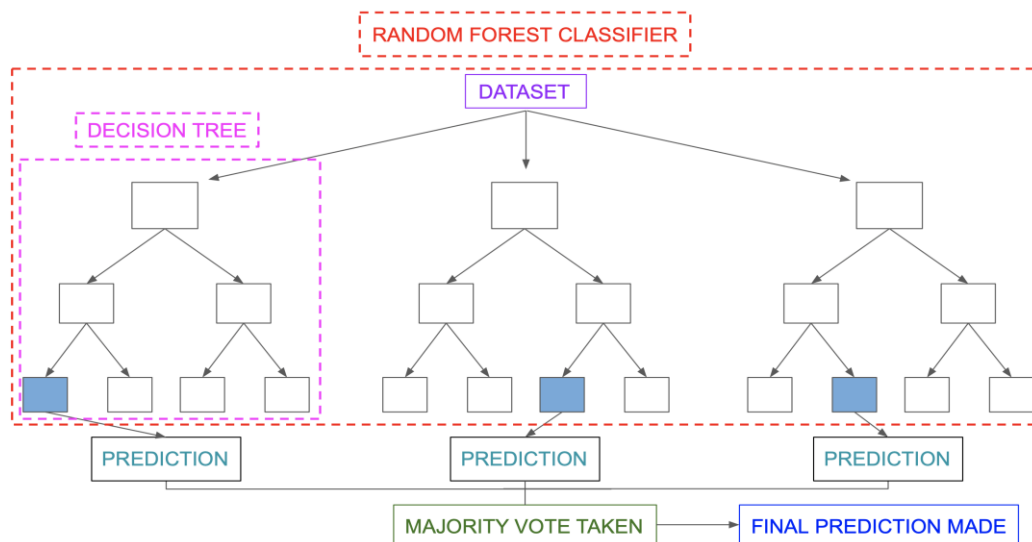 RANDOM FOREST CLASSIFIER
DATASET
DECISION TREE
PREDICTION
PREDICTION
PREDICTION
MAJORITY VOTE TAKEN
FINAL PREDICTION MADE